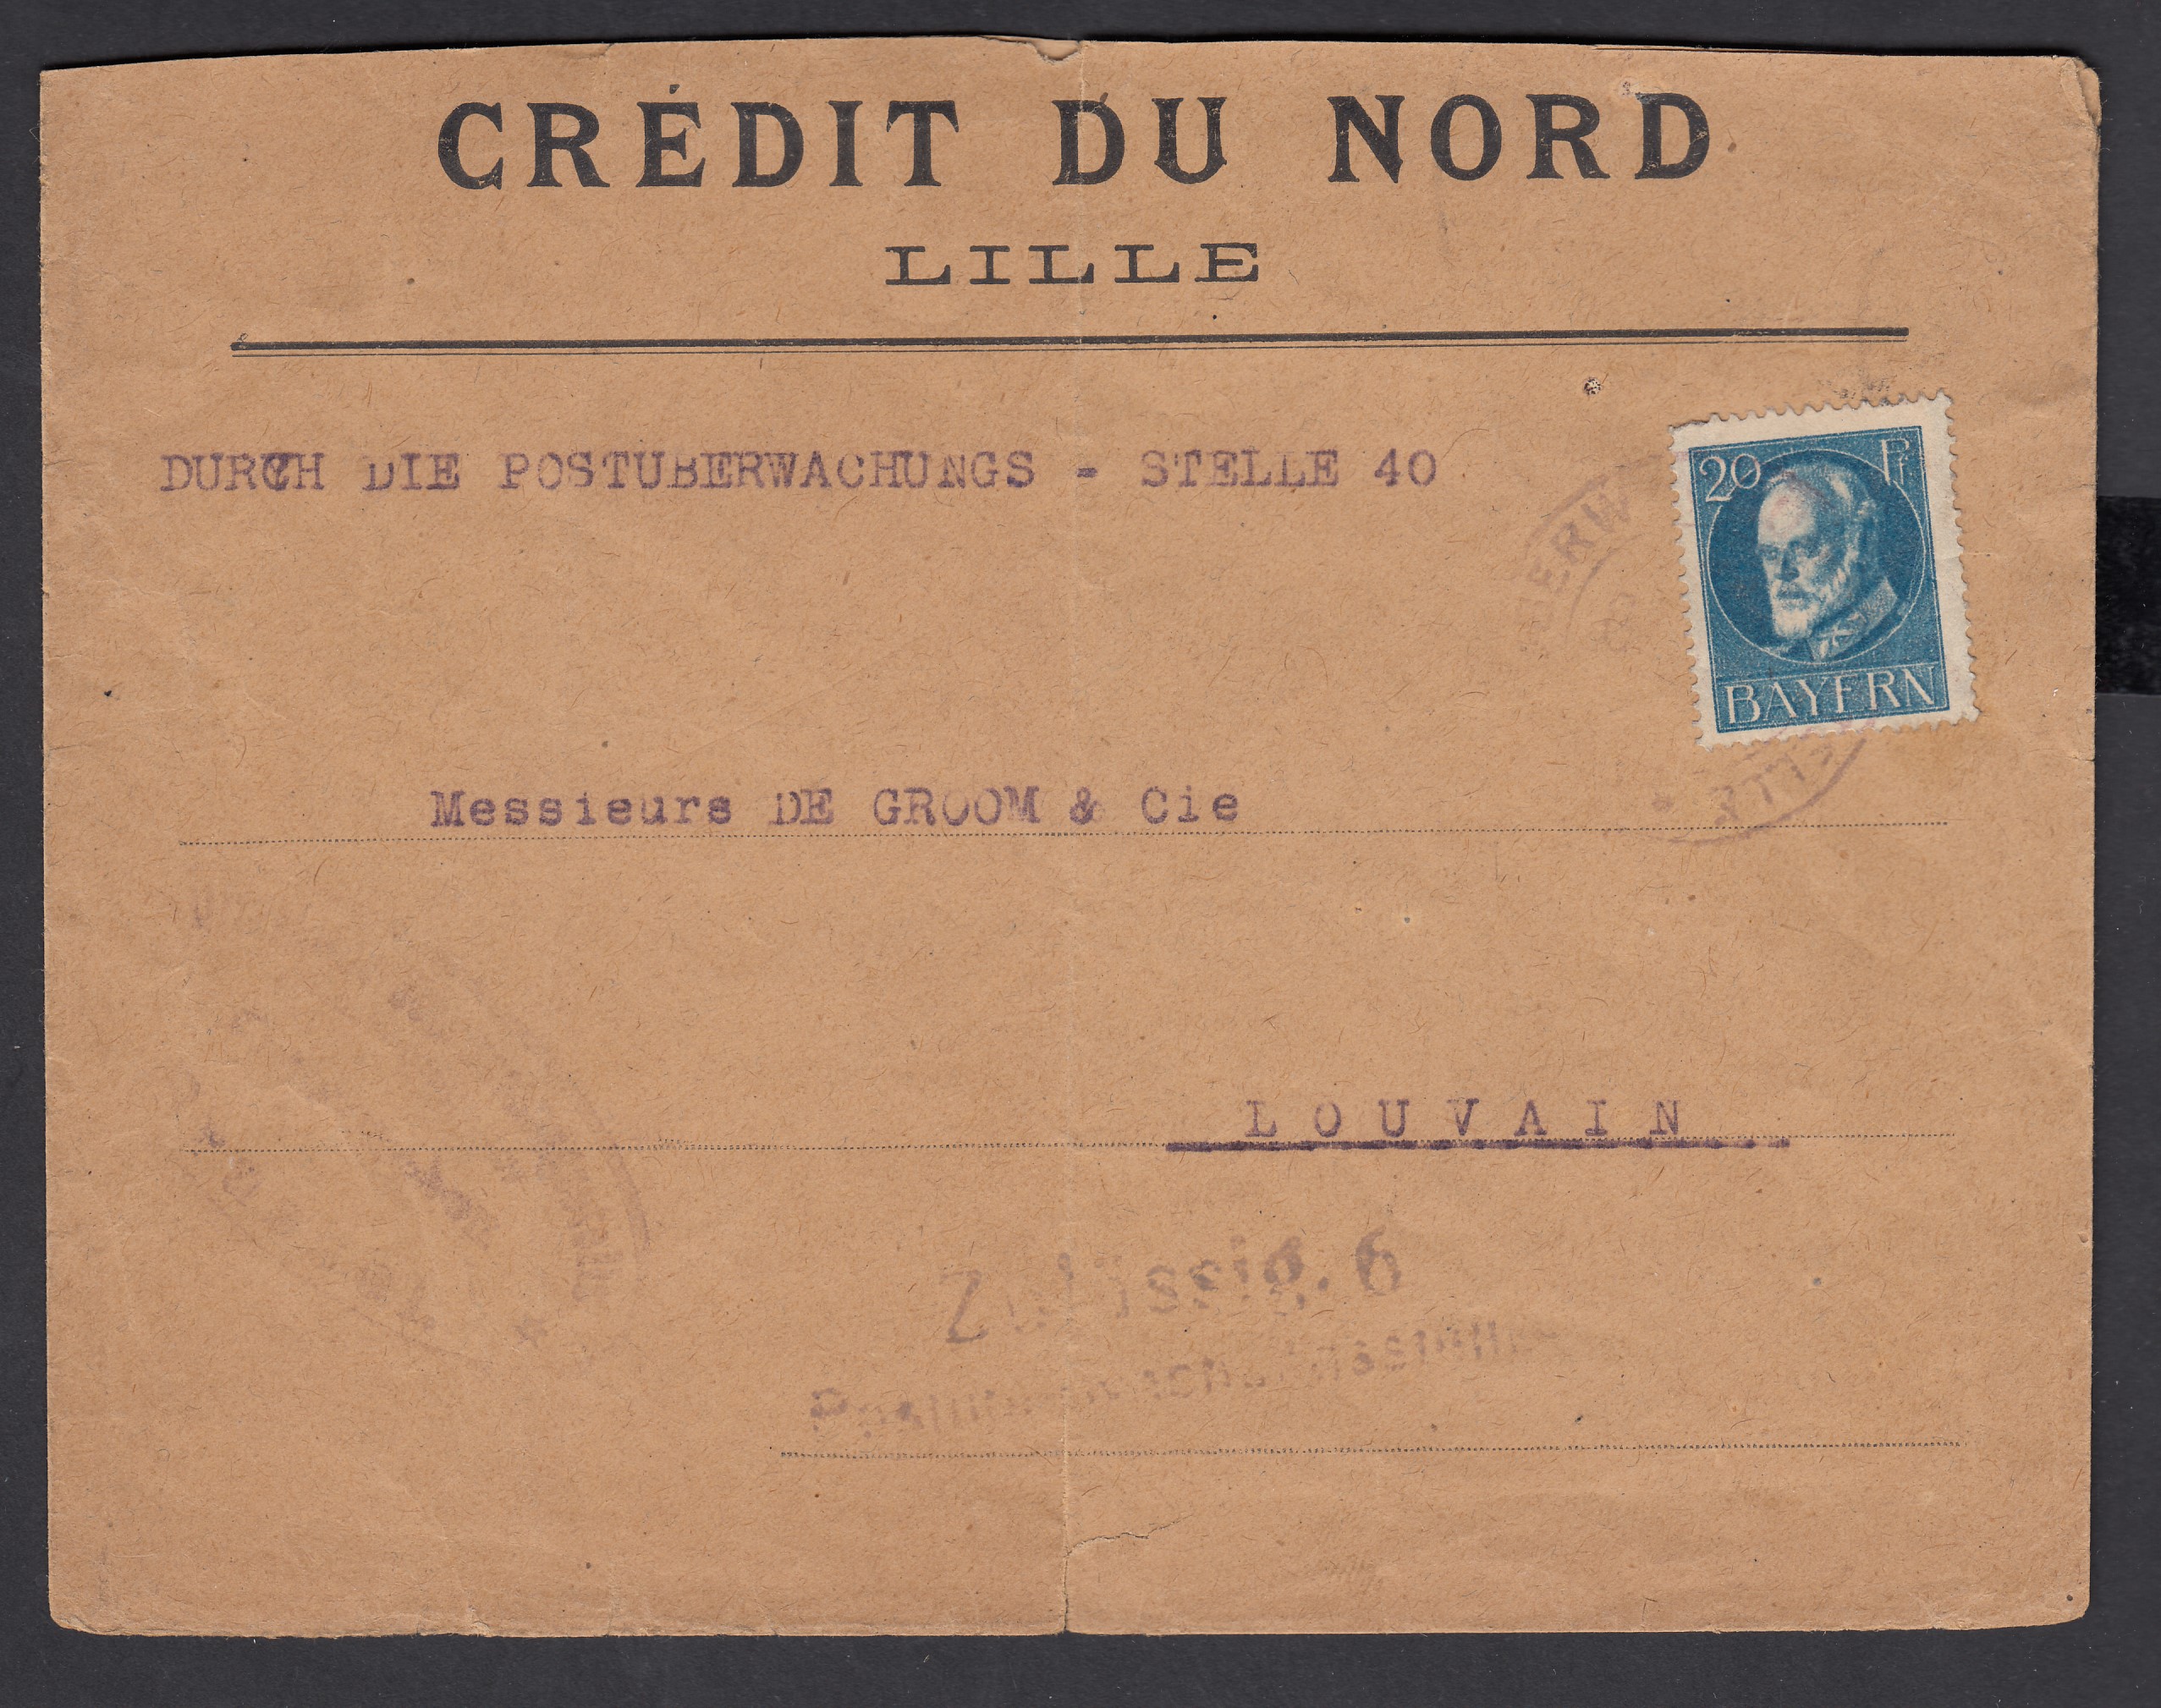 CRÉDIT DU NORD
LILLE
DURCH DIE POSTUBERWACHUNGS - STELLE 40
20 Pf
BAYERN
Messieurs DE GROOM & Cie
LOUVAIN
Zulässig. 6